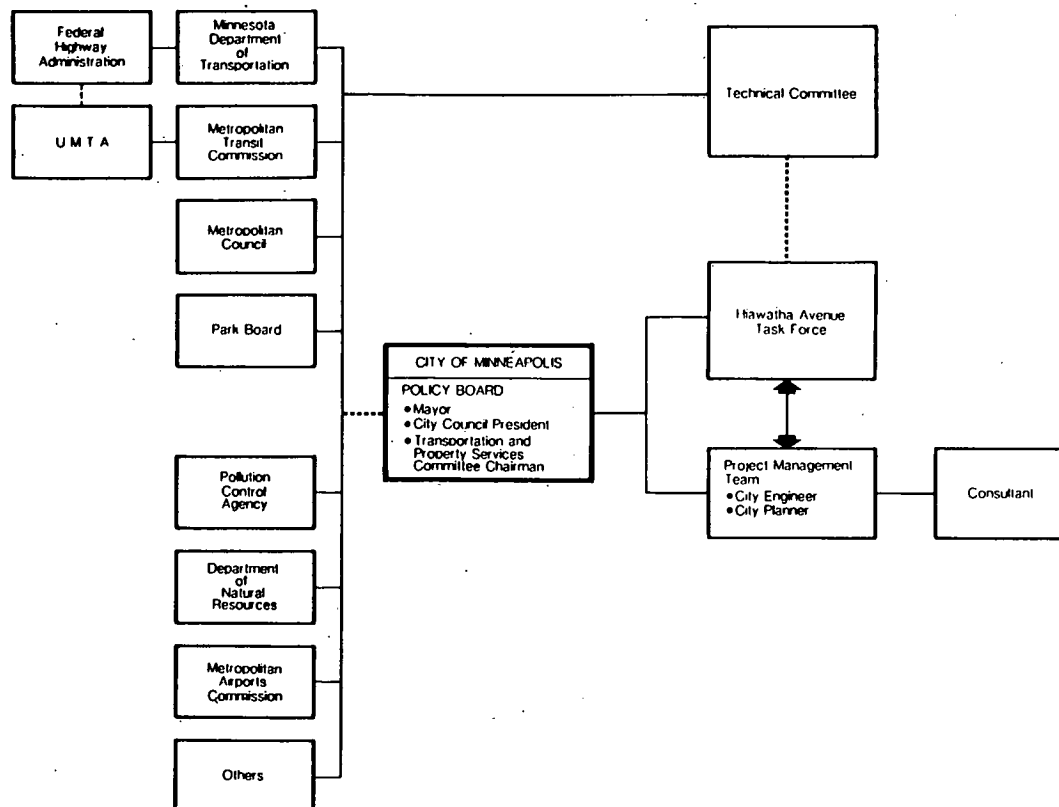 Federal
Highway
Administration
Minnesota
Department
of
Transportation
Technical Committee
U M T A
Metropolitan
Transit
Commission
Metropolitan
Council
Hiawatha Avenue
Task Force
Park Board
CITY OF MINNEAPOLIS
POLICY BOARD
● Mayor
● City Council President
● Transportation and
Property Services
Committee Chairman
Pollution
Control
Agency
Project Management
Team
● City Engineer
● City Planner
Consultant
Department
of
Natural
Resources
Metropolitan
Airports
Commission
Others